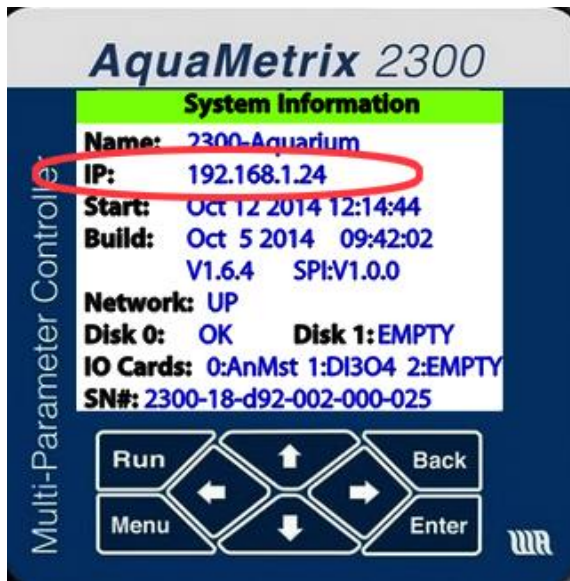 AquaMetrix 2300
System Information
Name: 2300-Aquarium
IP: 192.168.1.24
Start: Oct 12 2014 12:14:44
Build: Oct 5 2014 09:42:02
V1.6.4 SPI:V1.0.0
Network: UP
Disk 0: OK Disk 1: EMPTY
IO Cards: 0:AnMst 1:DI3O4 2:EMPTY
SN#: 2300-18-d92-002-000-025
Multi-Parameter Controller
Run
Back
Menu
Enter